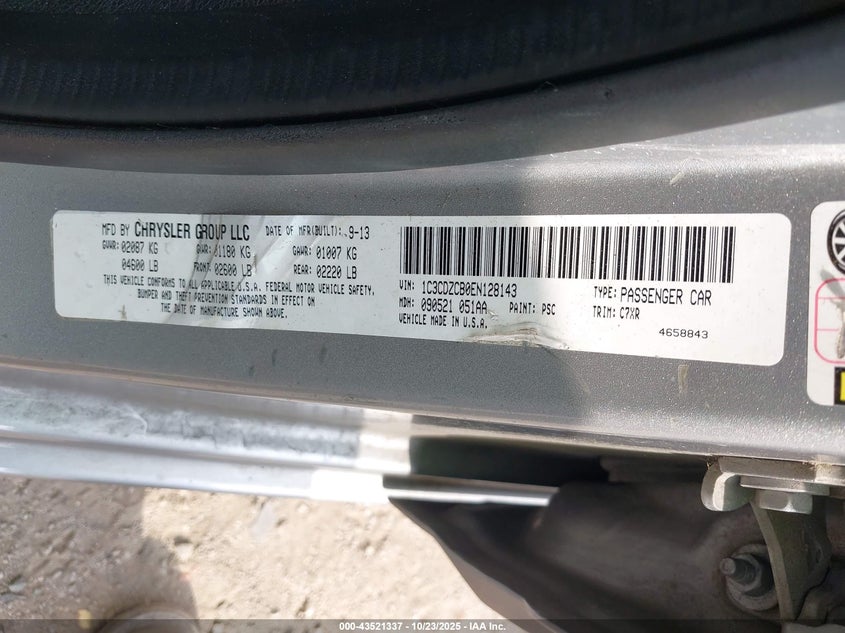 MFD BY CHRYSLER GROUP LLC DATE OF MFR(BUILT): 9-13
GVWR: 02087 KG GWR: 01180 KG GAWR: 01007 KG
04600 LB FRONT: 02600 LB REAR: 02220 LB
THIS VEHICLE CONFORMS TO ALL APPLICABLE U.S.A. FEDERAL MOTOR VEHICLE SAFETY,
BUMPER AND THEFT PREVENTION STANDARDS IN EFFECT ON THE
DATE OF MANUFACTURE SHOWN ABOVE.
VIN: 1C3CDZCB0EN128143 TYPE: PASSENGER CAR
MDH: 090521 051AA PAINT: PSC TRIM: C7XR
VEHICLE MADE IN U.S.A. 4658843
000-43521337 | 10/23/2025 - IAA Inc.